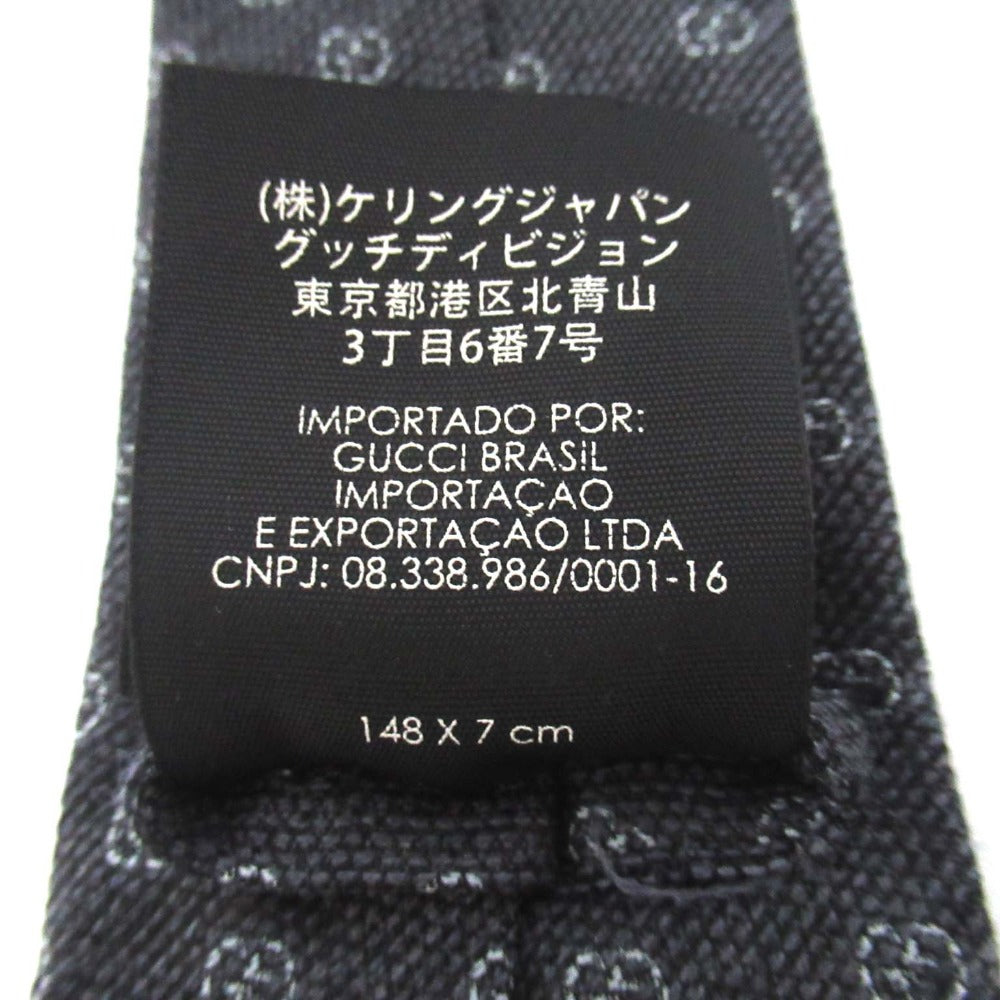 (株)ケリングジャパン
グッチディビジョン
東京都港区北青山
3丁目6番7号
IMPORTADO POR:
GUCCI BRASIL
IMPORTAÇAO
E EXPORTAÇAO LTDA
CNPJ: 08.338.986/0001-16
148 X 7 cm